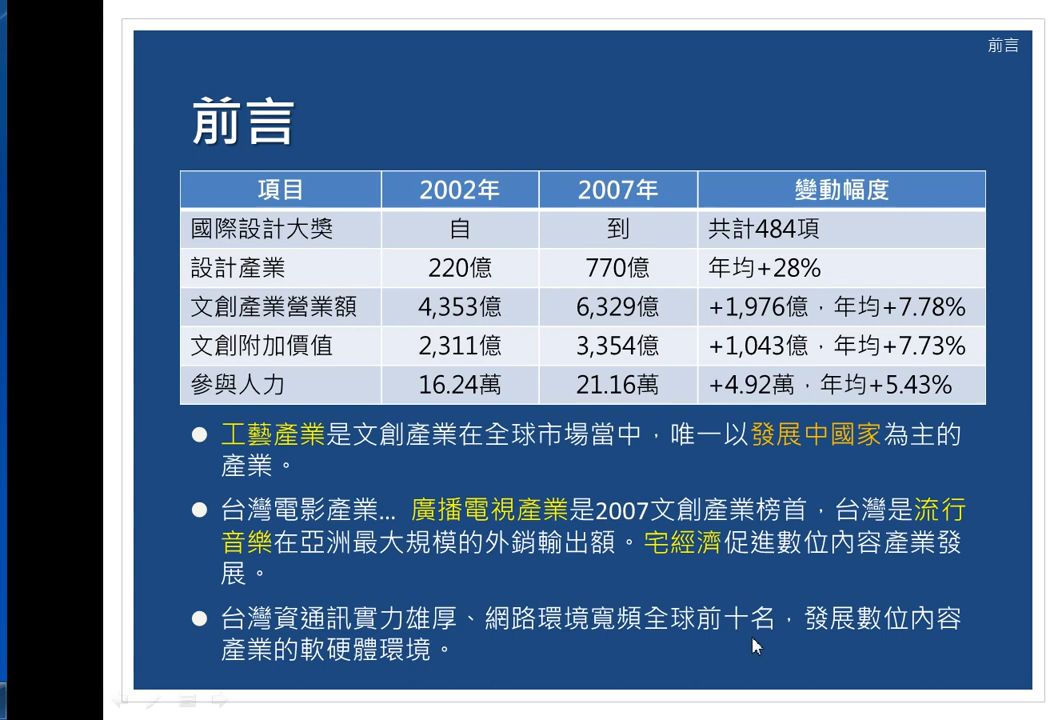 前言
前言
項目 2002年 2007年 變動幅度
國際設計大獎 自 到 共計484項
設計產業 220億 770億 年均+28%
文創產業營業額 4,353億 6,329億 +1,976億，年均+7.78%
文創附加價值 2,311億 3,354億 +1,043億，年均+7.73%
參與人力 16.24萬 21.16萬 +4.92萬，年均+5.43%
● 工藝產業是文創產業在全球市場當中，唯一以發展中國家為主的
產業。
● 台灣電影產業... 廣播電視產業是2007文創產業榜首，台灣是流行
音樂在亞洲最大規模的外銷輸出額。宅經濟促進數位內容產業發
展。
● 台灣資通訊實力雄厚、網路環境寬頻全球前十名，發展數位內容
產業的軟硬體環境。